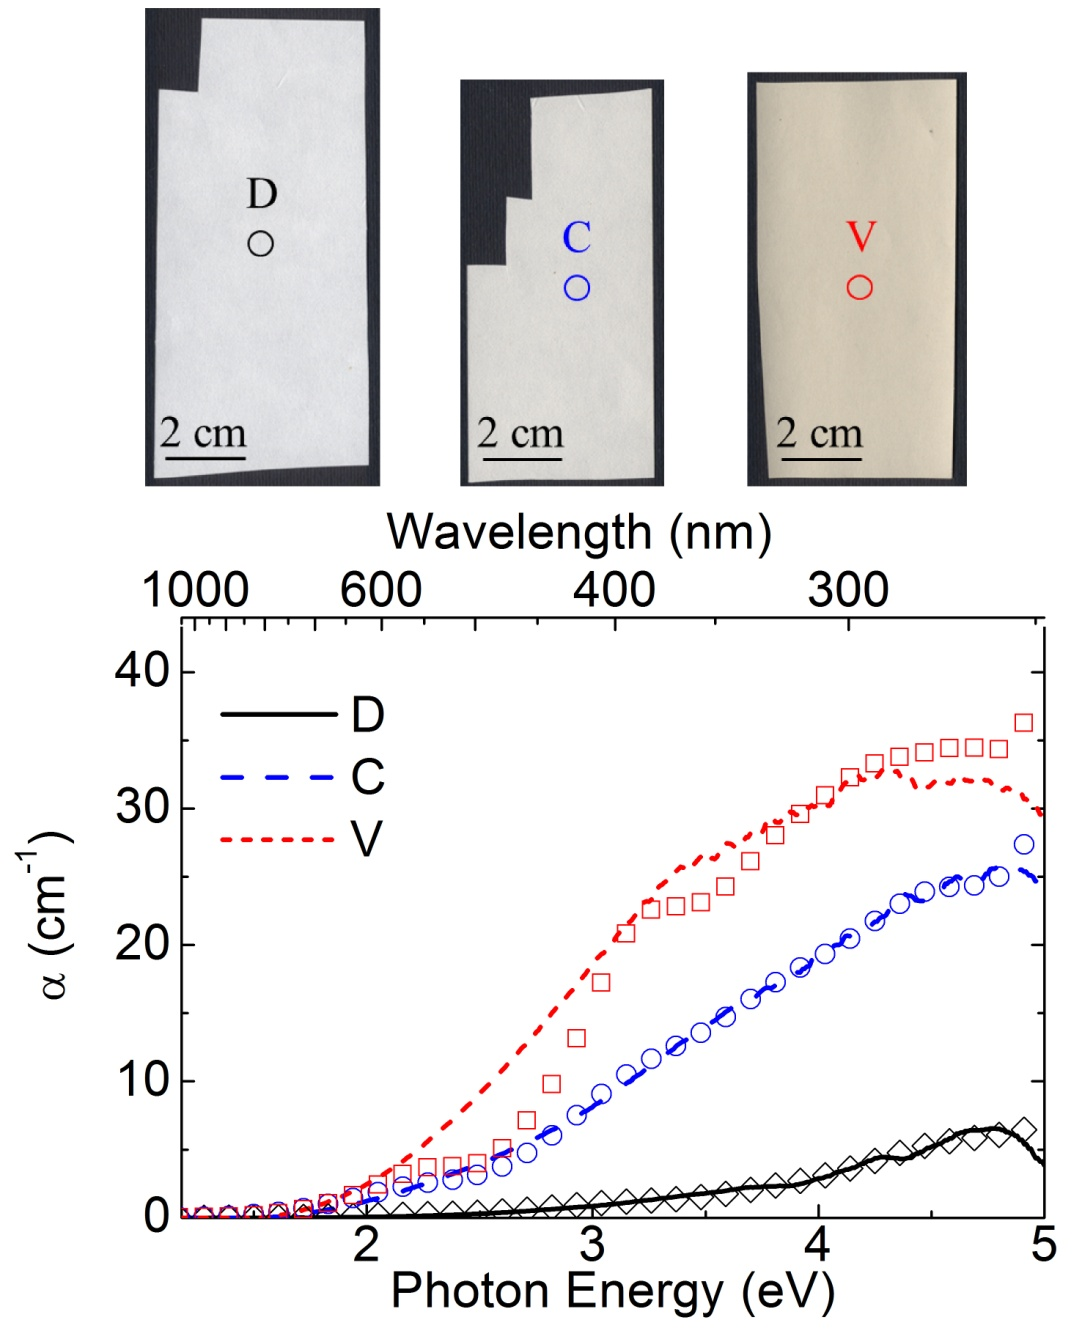 D
C
V
2 cm
2 cm
2 cm
Wavelength (nm)
1000 600 400 300
40
30
20
10
0
α (cm⁻¹)
D
C
V
2 3 4 5
Photon Energy (eV)